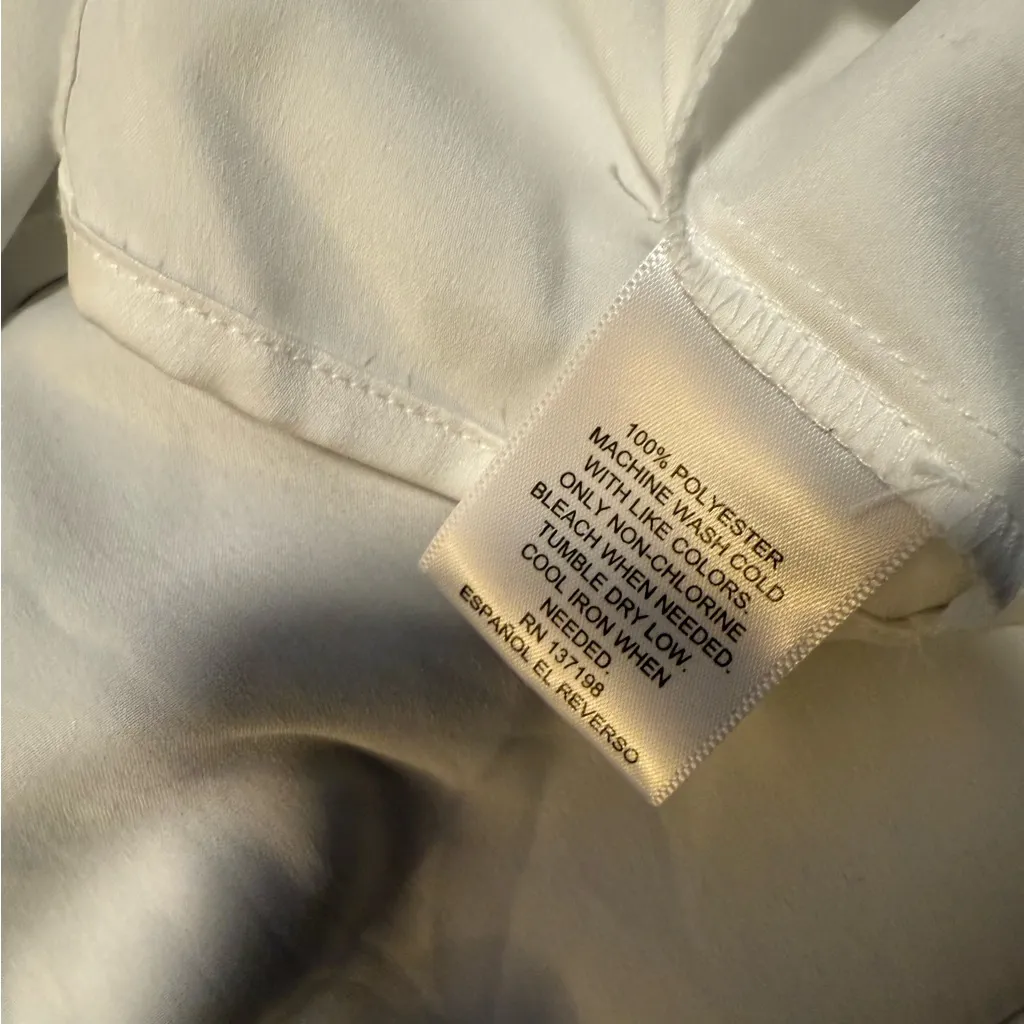 100% POLYESTER
MACHINE WASH COLD
WITH LIKE COLORS.
ONLY NON-CHLORINE
BLEACH WHEN NEEDED.
TUMBLE DRY LOW.
COOL IRON WHEN
NEEDED.
RN 137198
ESPAÑOL EL REVERSO